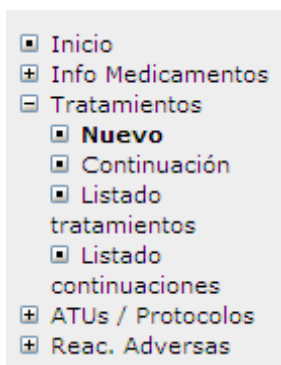 Inicio
Info Medicamentos
Tratamientos
Nuevo
Continuación
Listado
tratamientos
Listado
continuaciones
ATUs / Protocolos
Reac. Adversas